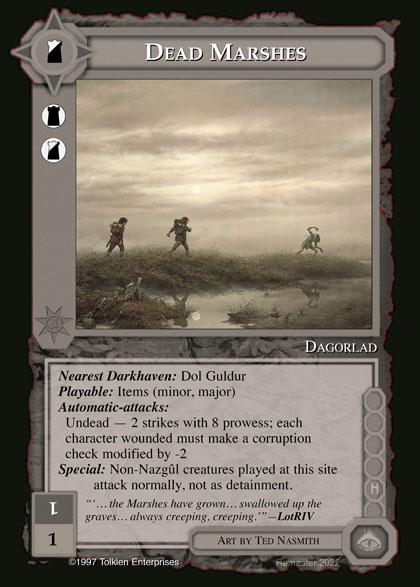 DEAD MARSHES
DAGORLAD
Nearest Darkhaven: Dol Guldur
Playable: Items (minor, major)
Automatic-attacks:
Undead — 2 strikes with 8 prowess; each
character wounded must make a corruption
check modified by -2
Special: Non-Nazgûl creatures played at this site
attack normally, not as detainment.
“‘… the Marshes have grown… swallowed up the
graves… always creeping, creeping.’”—LotRIV
H
1
1
ART BY TED NASMITH
©1997 Tolkien Enterprises
Remaster 2022